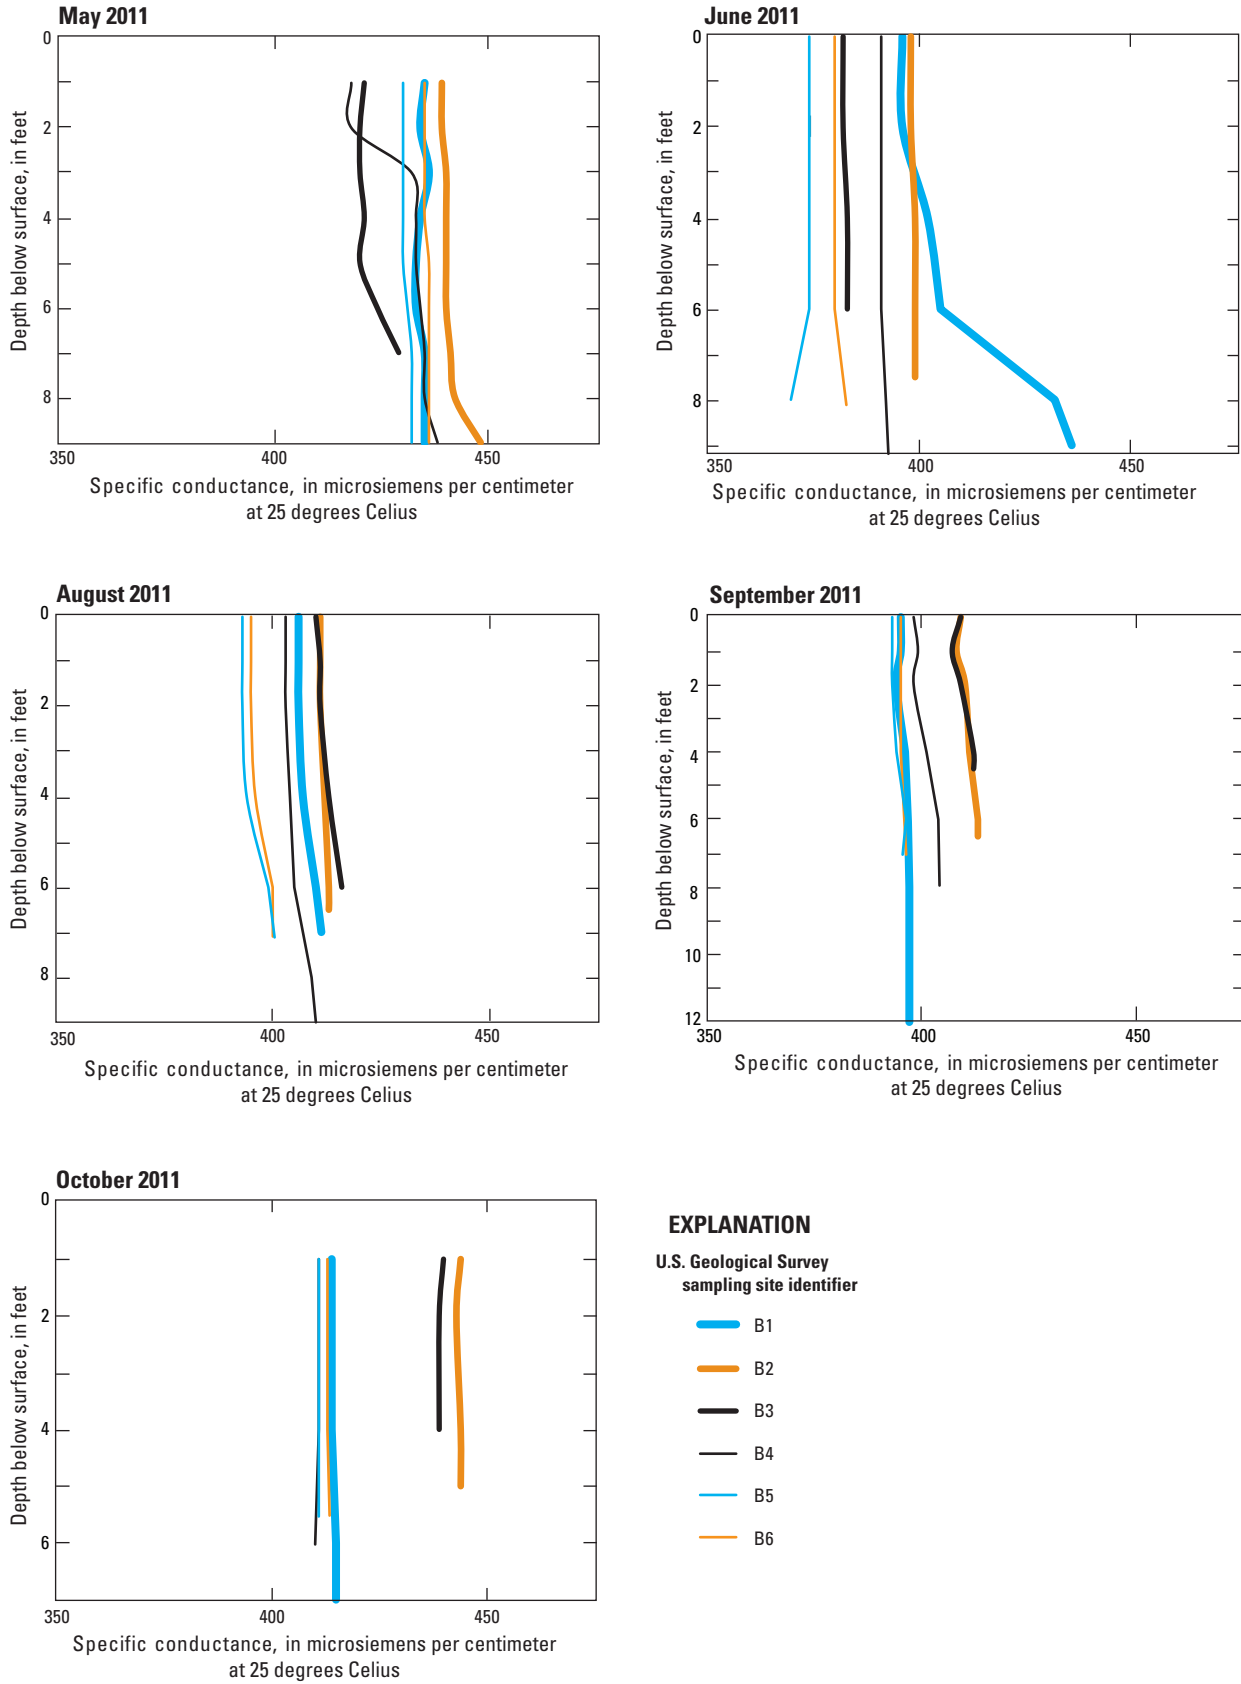 May 2011
0
2
4
6
8
350
400
450
Depth below surface, in feet
Specific conductance, in microsiemens per centimeter
at 25 degrees Celius
June 2011
0
2
4
6
8
350
400
450
Depth below surface, in feet
Specific conductance, in microsiemens per centimeter
at 25 degrees Celius
August 2011
0
2
4
6
8
350
400
450
Depth below surface, in feet
Specific conductance, in microsiemens per centimeter
at 25 degrees Celius
September 2011
0
2
4
6
8
10
12
350
400
450
Depth below surface, in feet
Specific conductance, in microsiemens per centimeter
at 25 degrees Celius
October 2011
0
2
4
6
350
400
450
Depth below surface, in feet
Specific conductance, in microsiemens per centimeter
at 25 degrees Celius
EXPLANATION
U.S. Geological Survey
sampling site identifier
B1
B2
B3
B4
B5
B6